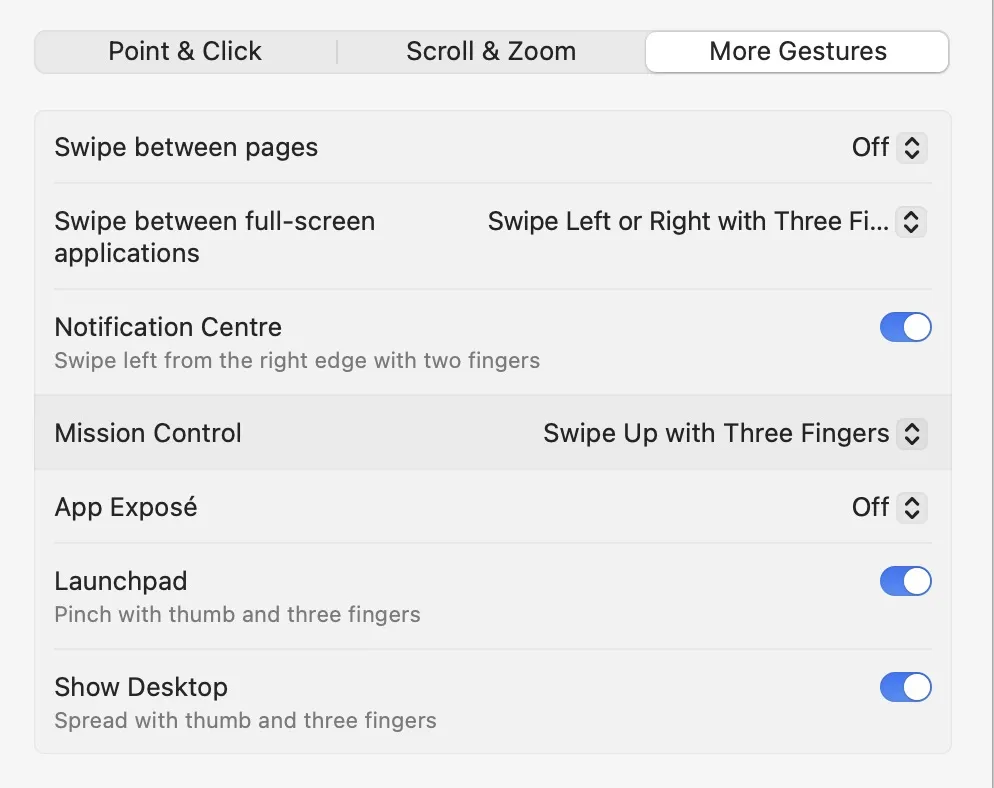 Point & Click
Scroll & Zoom
More Gestures
Swipe between pages
Off
Swipe between full-screen
applications
Swipe Left or Right with Three Fi...
Notification Centre
Swipe left from the right edge with two fingers
Mission Control
Swipe Up with Three Fingers
App Exposé
Off
Launchpad
Pinch with thumb and three fingers
Show Desktop
Spread with thumb and three fingers